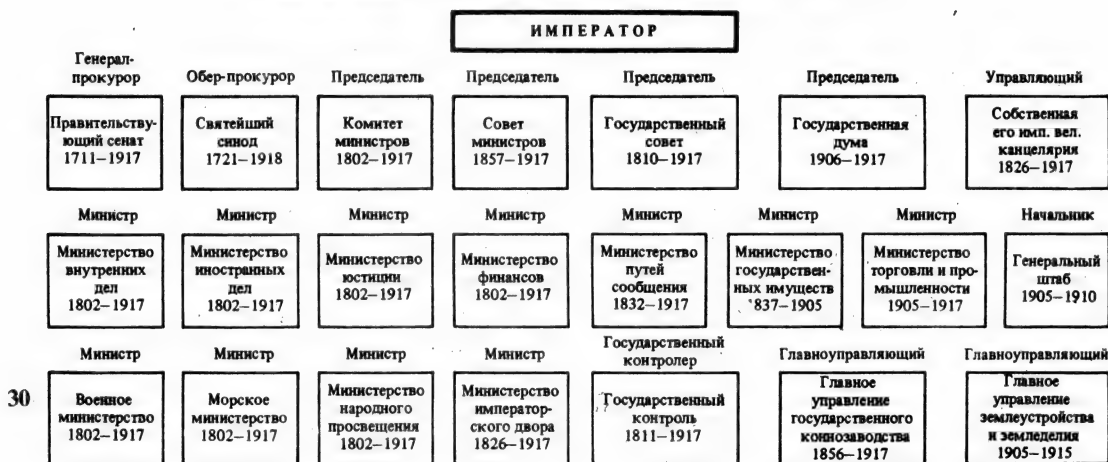 ИМПЕРАТОР
Генерал-
прокурор
Обер-прокурор
Председатель
Председатель
Председатель
Председатель
Управляющий
Правительству-
ющий сенат
1711–1917
Святейший
синод
1721–1918
Комитет
министров
1802–1917
Совет
министров
1857–1917
Государственный
совет
1810–1917
Государственная
дума
1906–1917
Собственная
его имп. вел.
канцелярия
1826–1917
Министр
Министр
Министр
Министр
Министр
Министр
Министр
Начальник
Министерство
внутренних
дел
1802–1917
Министерство
иностранных
дел
1802–1917
Министерство
юстиции
1802–1917
Министерство
финансов
1802–1917
Министерство
путей
сообщения
1832–1917
Министерство
государствен-
ных имуществ
1837–1905
Министерство
торговли и про-
мышленности
1905–1917
Генеральный
штаб
1905–1910
Министр
Министр
Министр
Министр
Государственный
контролер
Главноуправляющий
Главноуправляющий
30
Военное
министерство
1802–1917
Морское
министерство
1802–1917
Министерство
народного
просвещения
1802–1917
Министерство
император-
ского двора
1826–1917
Государственный
контроль
1811–1917
Главное
управление
государственного
коннозаводства
1856–1917
Главное
управление
землеустройства
и земледелия
1905–1915